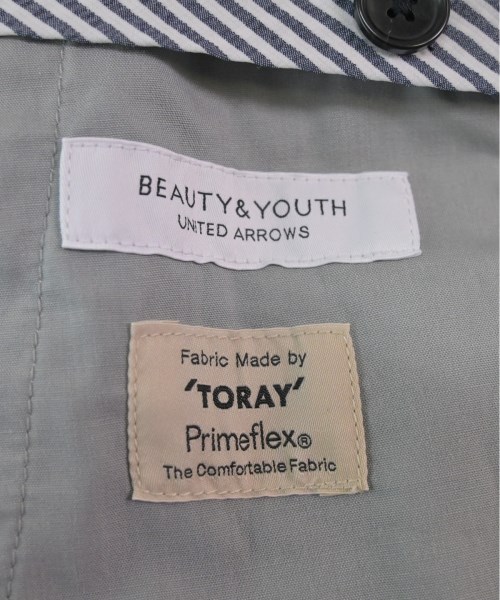 BEAUTY&YOUTH
UNITED ARROWS
Fabric Made by
'TORAY'
Primeflex®
The Comfortable Fabric